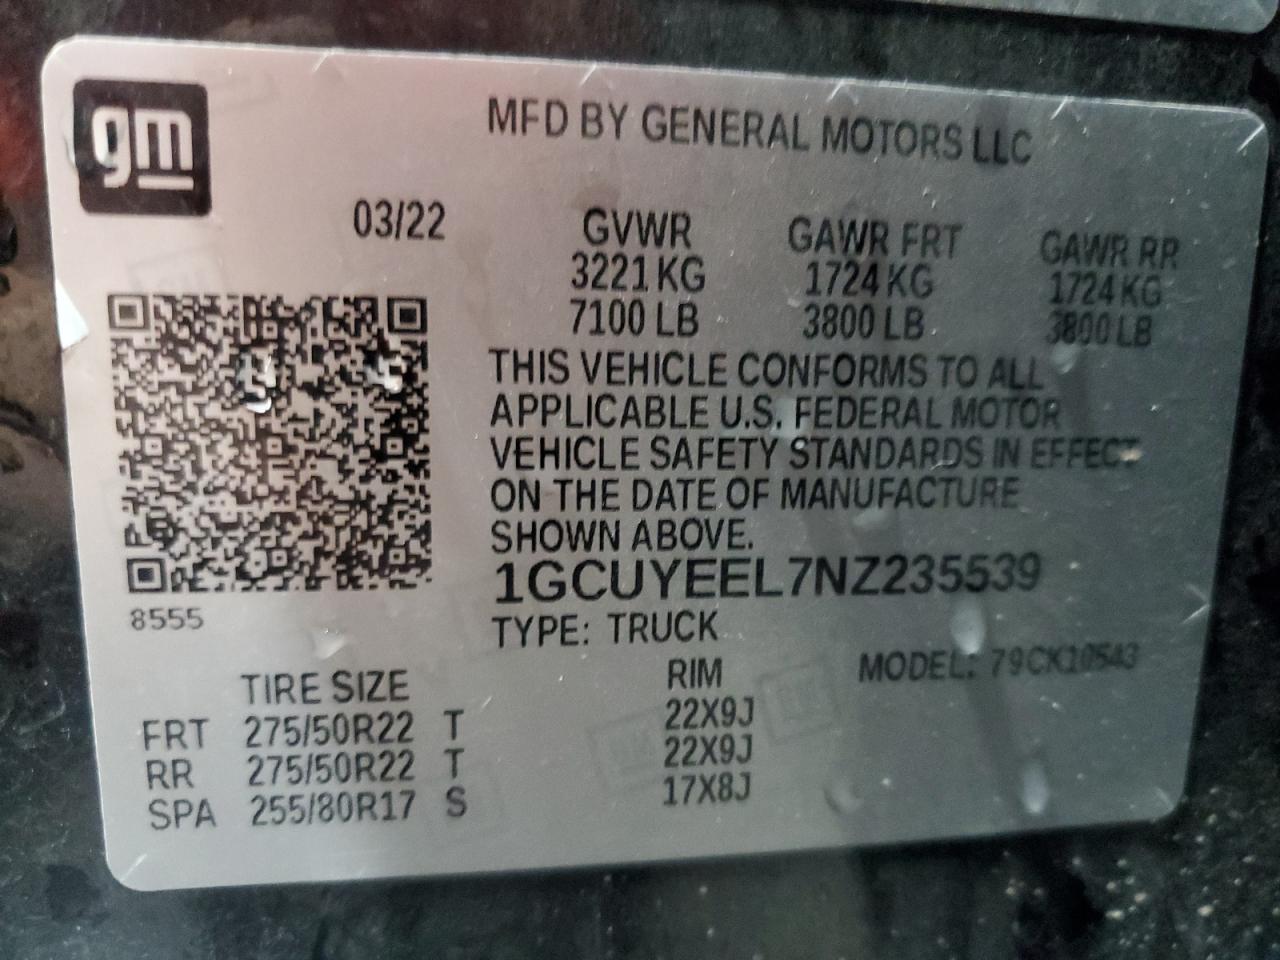 gm
MFD BY GENERAL MOTORS LLC
03/22 GVWR GAWR FRT GAWR RR
3221 KG 1724 KG 1724 KG
7100 LB 3800 LB 3800 LB
THIS VEHICLE CONFORMS TO ALL
APPLICABLE U.S. FEDERAL MOTOR
VEHICLE SAFETY STANDARDS IN EFFECT
ON THE DATE OF MANUFACTURE
SHOWN ABOVE.
1GCUYEEL7NZ235539
8555
TYPE: TRUCK
MODEL: 79CK10543
TIRE SIZE RIM
FRT 275/50R22 T 22X9J
RR 275/50R22 T 22X9J
SPA 255/80R17 S 17X8J